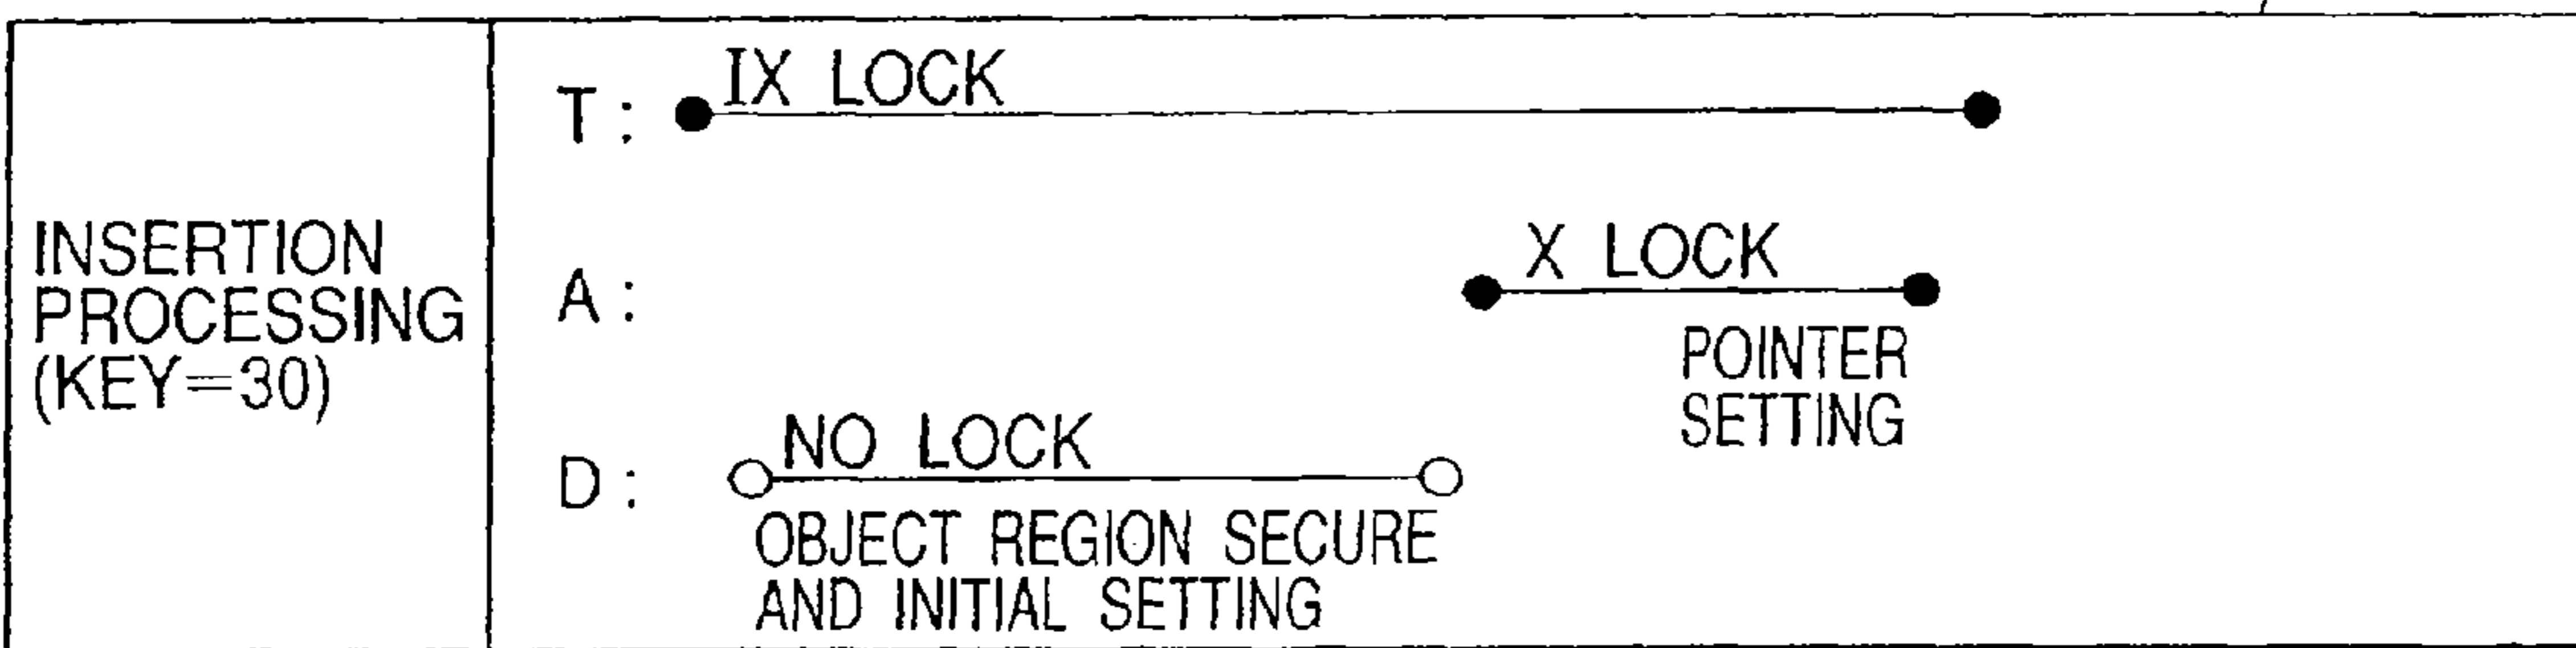 INSERTION
PROCESSING
(KEY=30)
T: IX LOCK
A: X LOCK
POINTER
SETTING
D: NO LOCK
OBJECT REGION SECURE
AND INITIAL SETTING